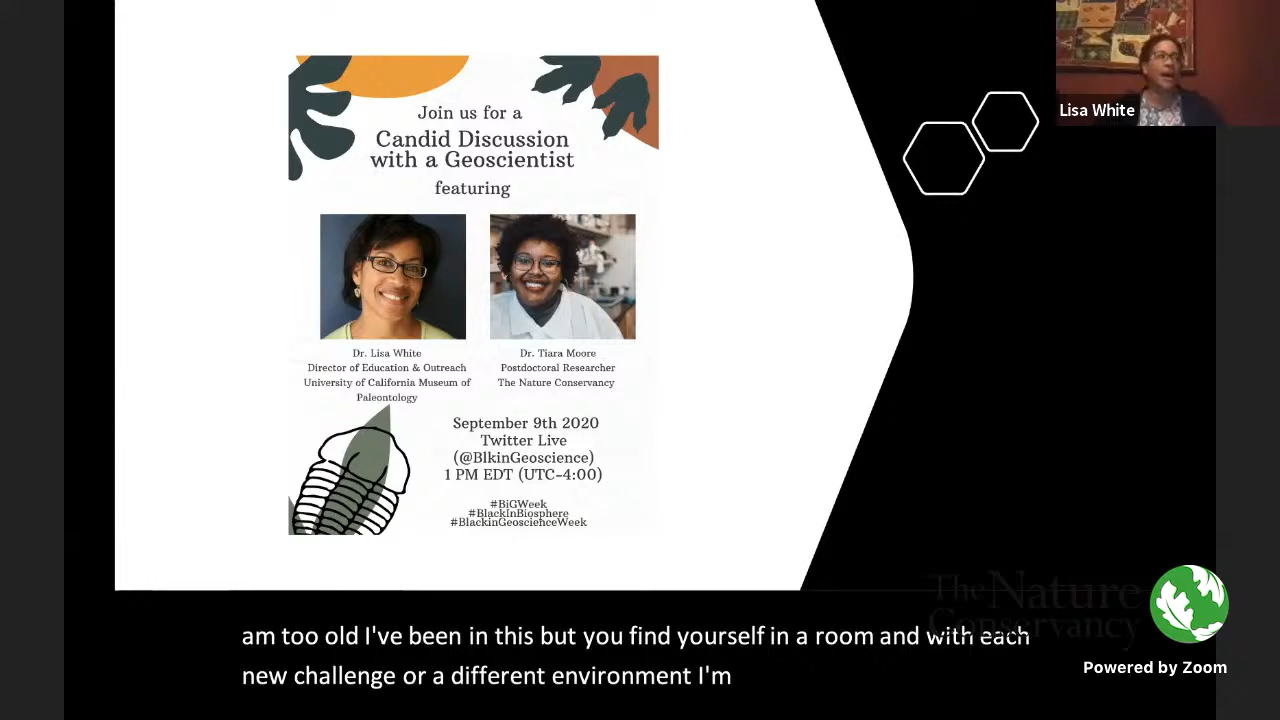 Join us for a
Candid Discussion
with a Geoscientist
featuring
Dr. Lisa White
Director of Education & Outreach
University of California Museum of
Paleontology
Dr. Tiara Moore
Postdoctoral Researcher
The Nature Conservancy
September 9th 2020
Twitter Live
(@BlkinGeoscience)
1 PM EDT (UTC-4:00)
#BiGWeek
#BlackInBiosphere
#BlackinGeoscienceWeek
Lisa White
The Nature
Conservancy
am too old I've been in this but you find yourself in a room and with each
new challenge or a different environment I'm
Powered by Zoom